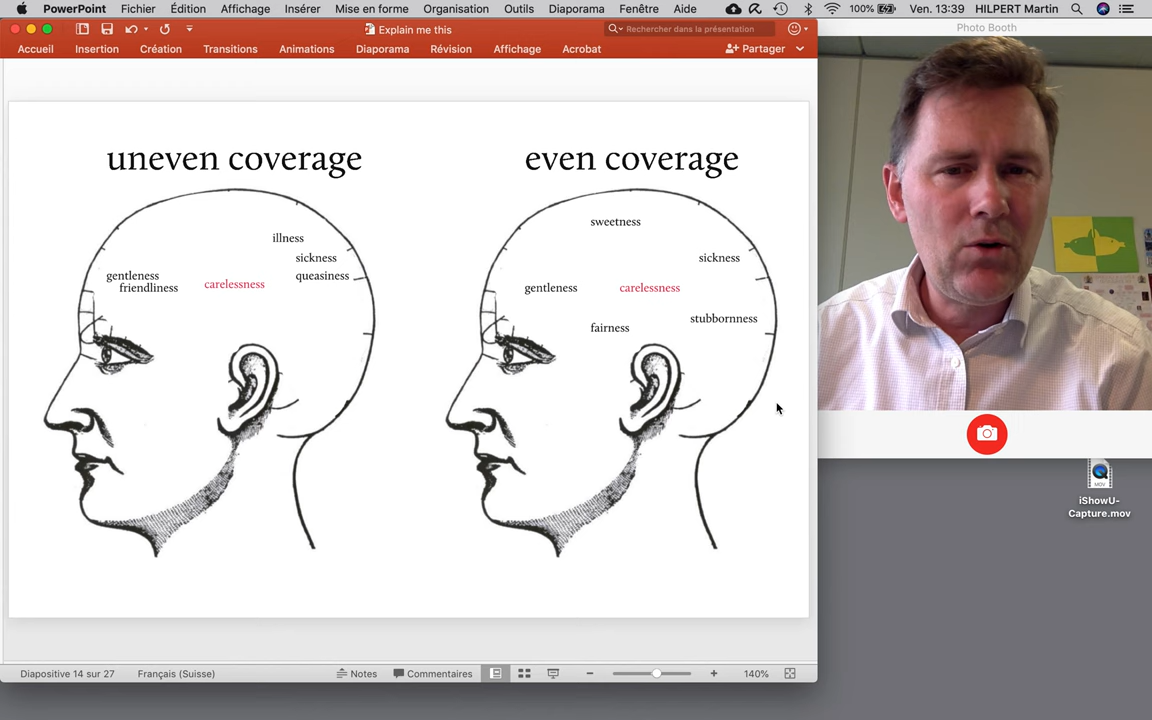 PowerPoint Fichier Édition Affichage Insérer Mise en forme Organisation Outils Diaporama Fenêtre Aide 100% Ven. 13:39 HILPERT Martin
Explain me this
Rechercher dans la présentation
Photo Booth
Accueil Insertion Création Transitions Animations Diaporama Révision Affichage Acrobat Partager
uneven coverage
illness
sickness
gentleness
queasiness
friendliness
carelessness
even coverage
sweetness
sickness
gentleness
carelessness
stubbornness
fairness
MOV
iShowU-
Capture.mov
Diapositive 14 sur 27 Français (Suisse) Notes Commentaires 140%